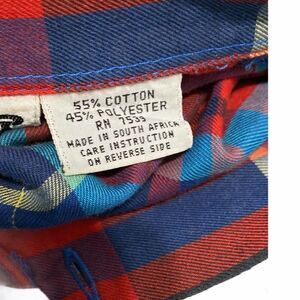 55% COTTON
45% POLYESTER
RN 7533
MADE IN SOUTH AFRICA
CARE INSTRUCTION
ON REVERSE SIDE